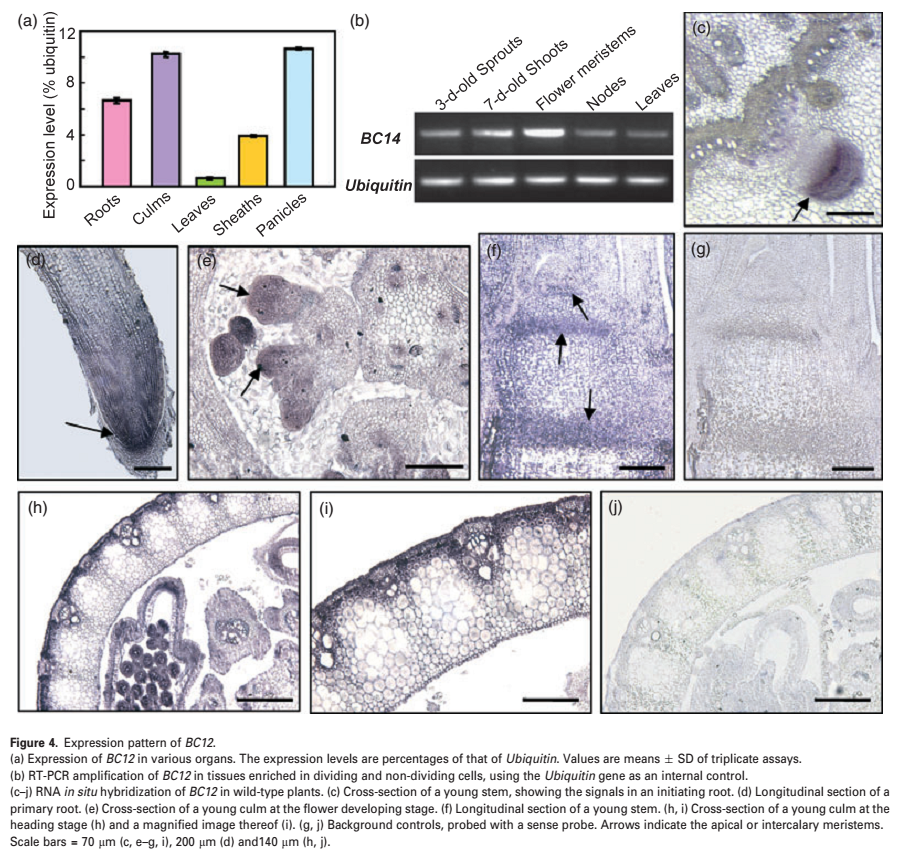 (a)
Expression level (% ubiquitin)
12
8
4
0
Roots
Culms
Leaves
Sheaths
Panicles
(b)
3-d-old Sprouts
7-d-old Shoots
Flower meristems
Nodes
Leaves
BC14
Ubiquitin
(c)
(d)
(e)
(f)
(g)
(h)
(i)
(j)
Figure 4. Expression pattern of BC12.
(a) Expression of BC12 in various organs. The expression levels are percentages of that of Ubiquitin. Values are means ± SD of triplicate assays.
(b) RT-PCR amplification of BC12 in tissues enriched in dividing and non-dividing cells, using the Ubiquitin gene as an internal control.
(c–j) RNA in situ hybridization of BC12 in wild-type plants. (c) Cross-section of a young stem, showing the signals in an initiating root. (d) Longitudinal section of a
primary root. (e) Cross-section of a young culm at the flower developing stage. (f) Longitudinal section of a young stem. (h, i) Cross-section of a young culm at the
heading stage (h) and a magnified image thereof (i). (g, j) Background controls, probed with a sense probe. Arrows indicate the apical or intercalary meristems.
Scale bars = 70 μm (c, e–g, i), 200 μm (d) and140 μm (h, j).